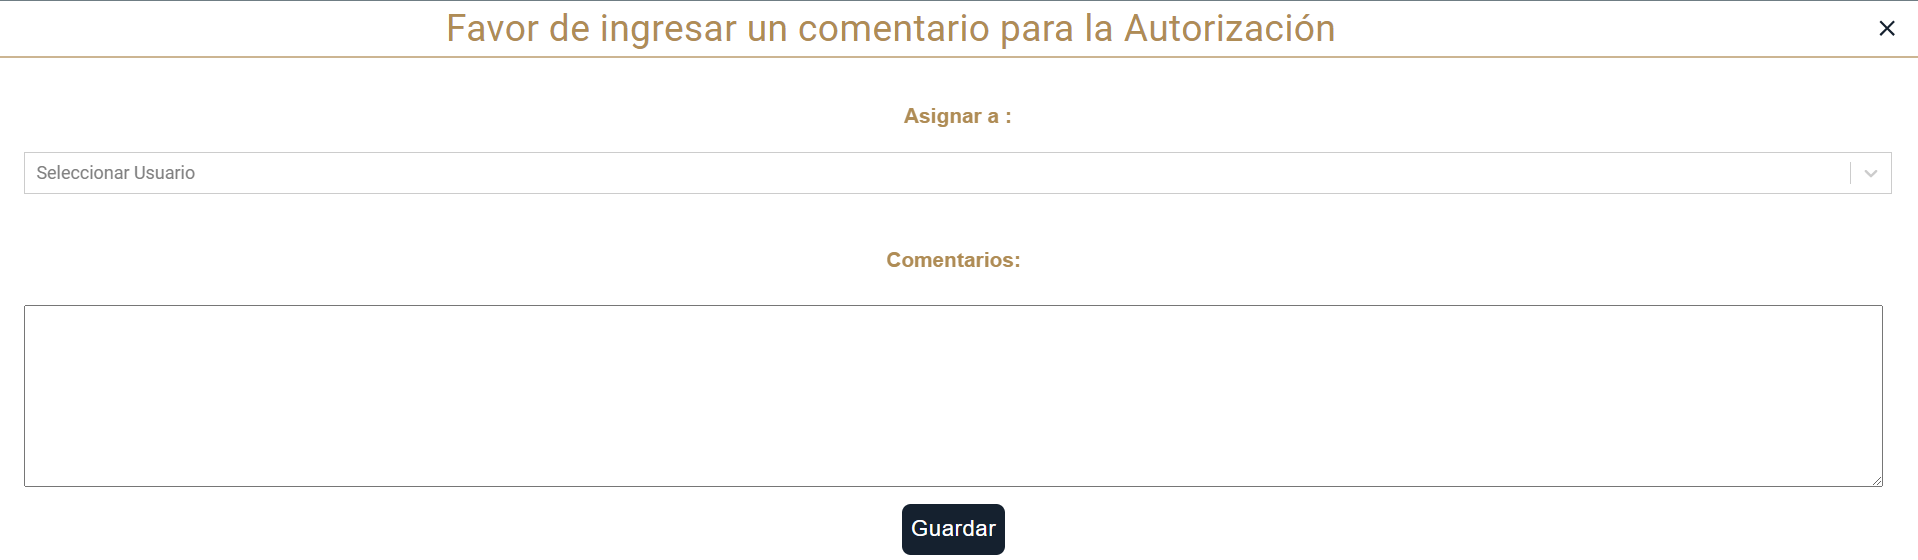 Favor de ingresar un comentario para la Autorización
Asignar a :
Seleccionar Usuario
Comentarios:
Guardar